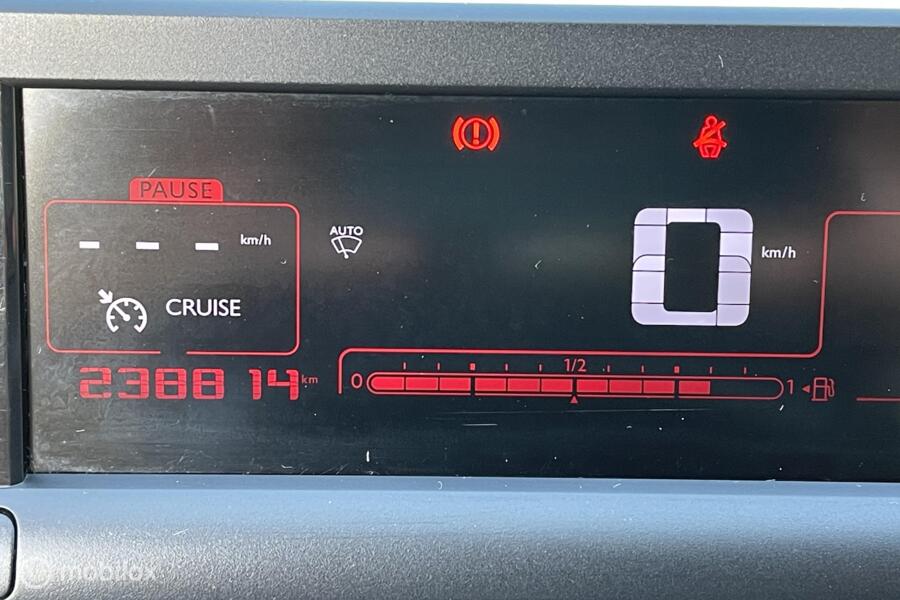 PAUSE
- - - km/h
AUTO
0 km/h
CRUISE
238814 km
0 1/2 1
mobilox